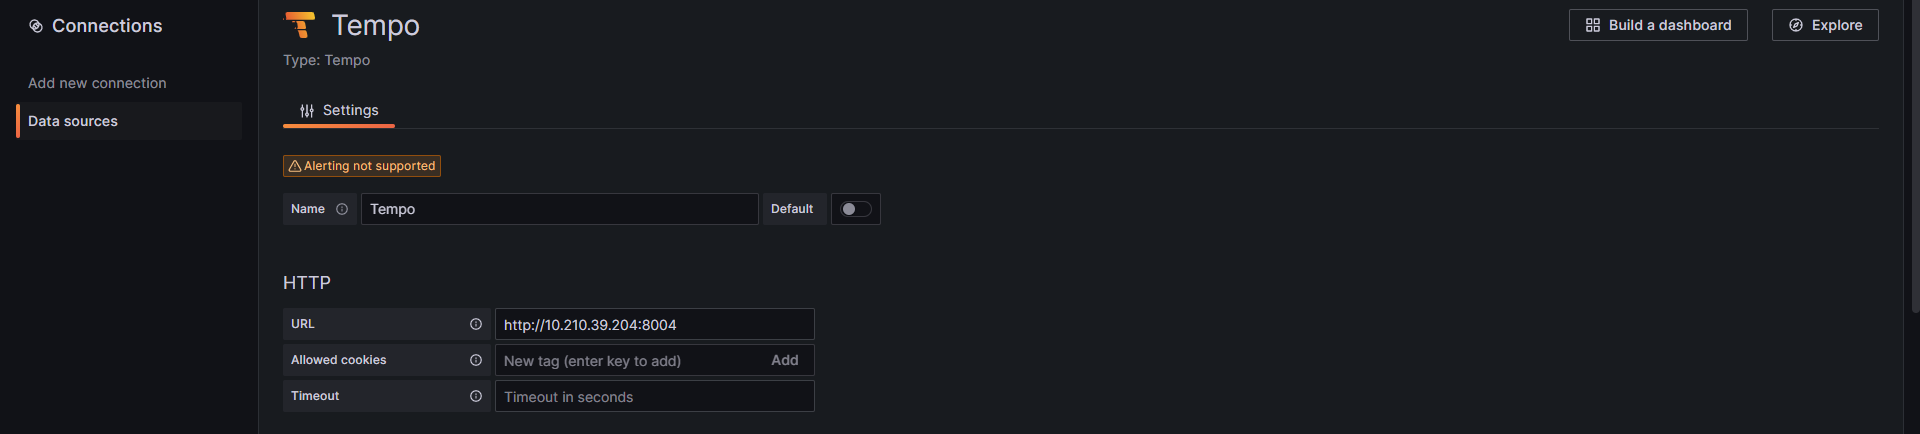 Connections
Add new connection
Data sources
Tempo
Type: Tempo
Build a dashboard
Explore
Settings
Alerting not supported
Name
Tempo
Default
HTTP
URL
http://10.210.39.204:8004
Allowed cookies
New tag (enter key to add)
Add
Timeout
Timeout in seconds